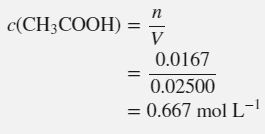 c(CH₃COOH) = n/V
= 0.0167/0.02500
= 0.667 mol L⁻¹